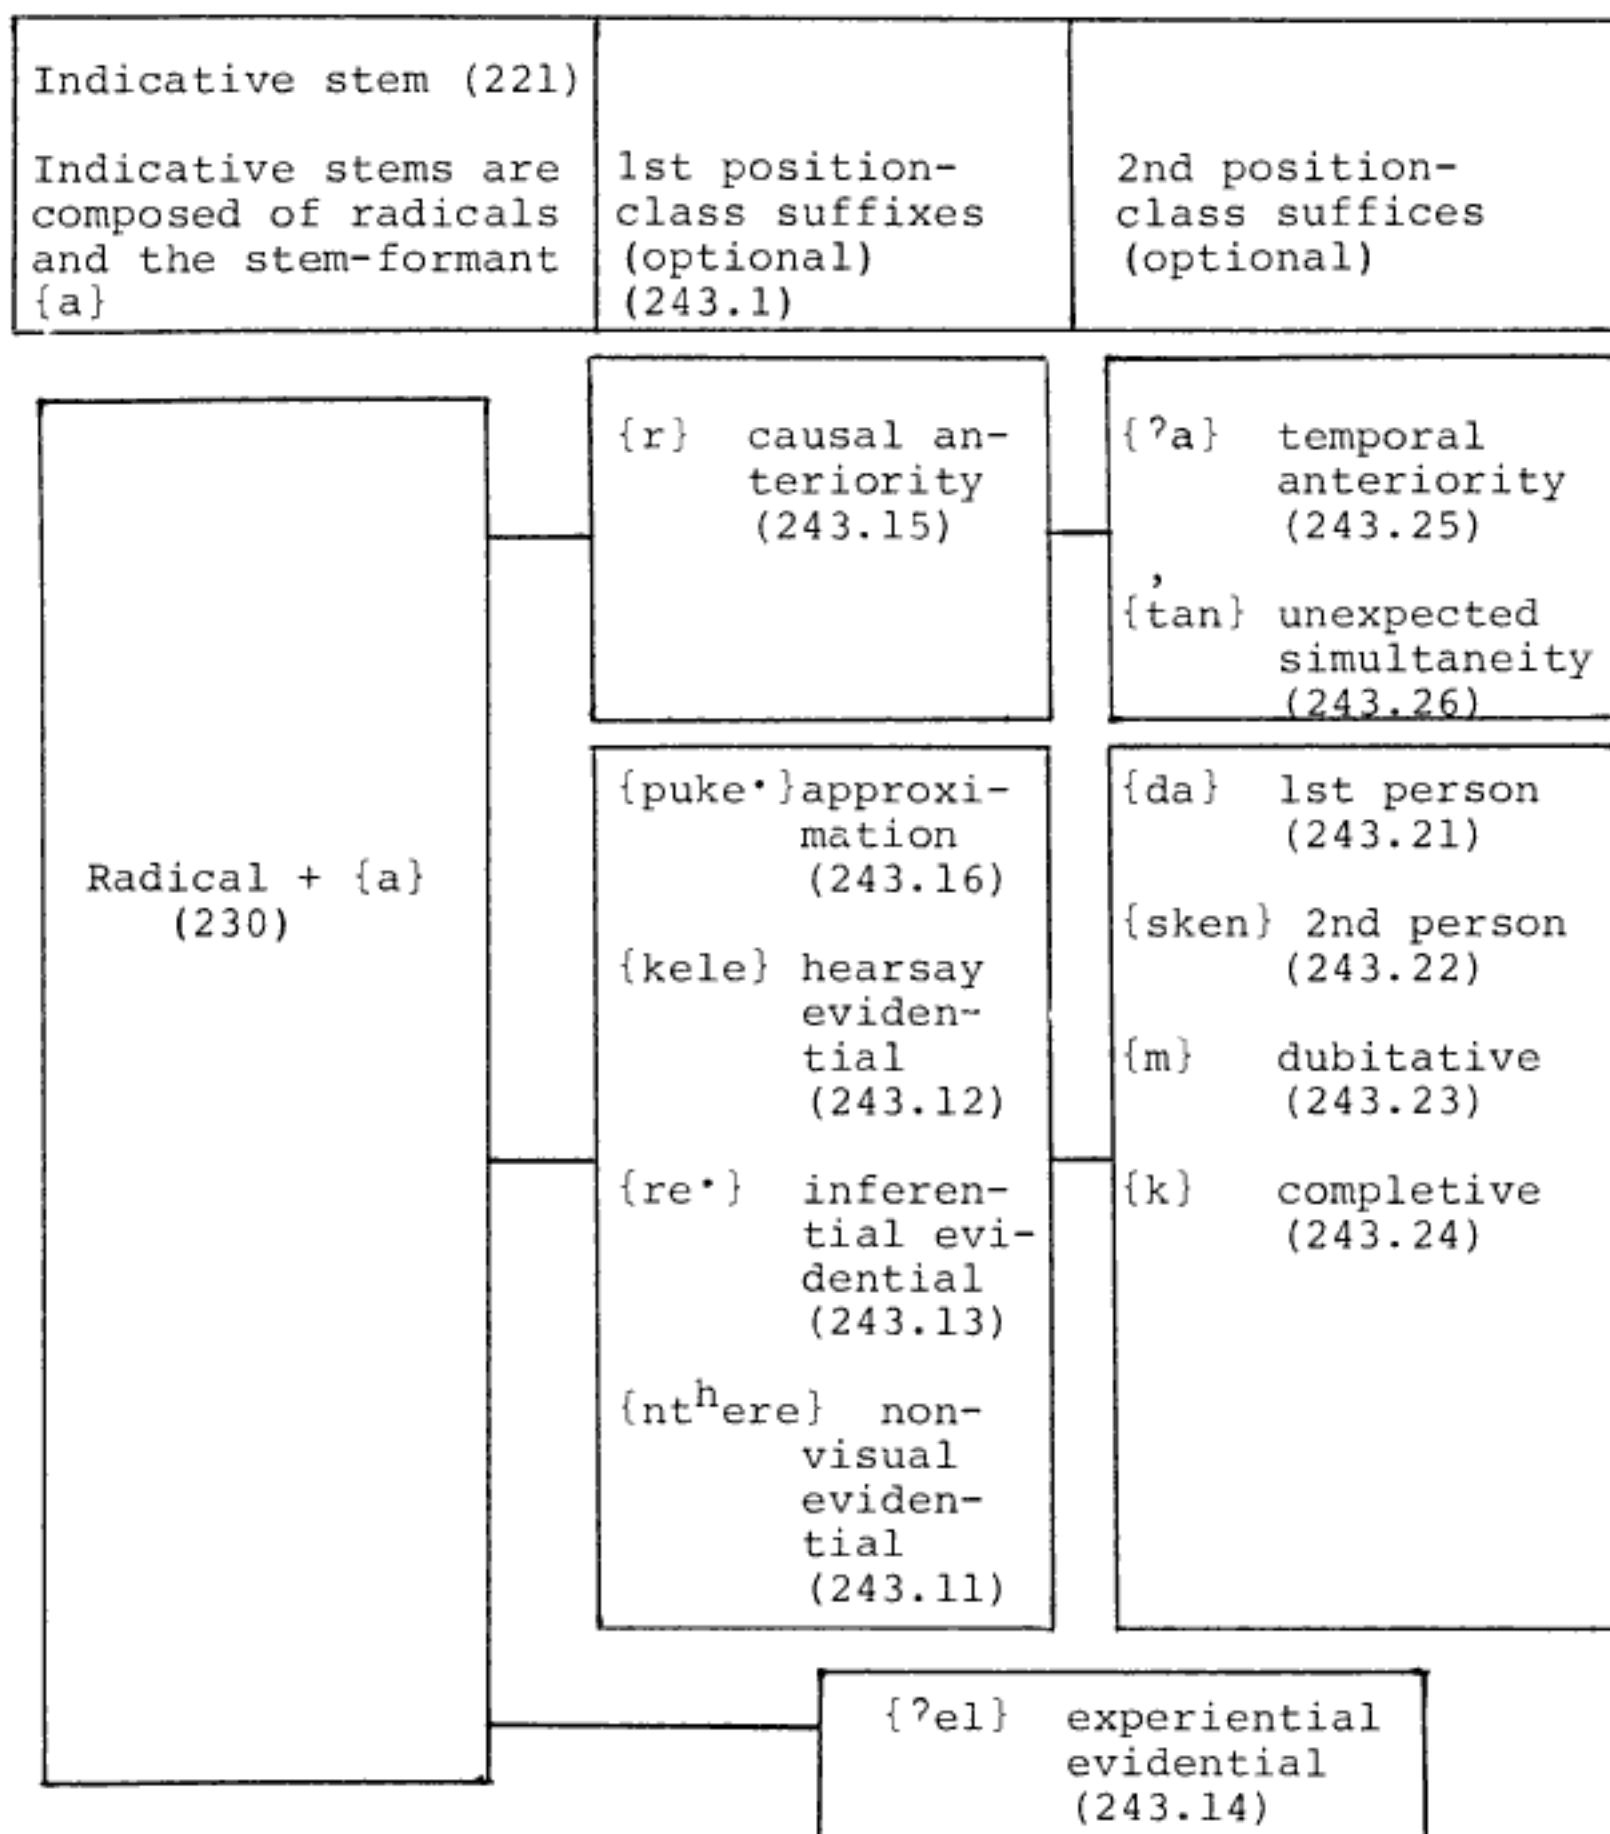 Indicative stem (221)
Indicative stems are
composed of radicals
and the stem-formant
{a}
1st position-
class suffixes
(optional)
(243.1)
2nd position-
class suffices
(optional)
Radical + {a}
(230)
{r} causal an-
teriority
(243.15)
{ʔa} temporal
anteriority
(243.25)
{t̓an} unexpected
simultaneity
(243.26)
{puke·}approxi-
mation
(243.16)
{kele} hearsay
eviden-
tial
(243.12)
{re·} inferen-
tial evi-
dential
(243.13)
{ntʰere} non-
visual
eviden-
tial
(243.11)
{da} 1st person
(243.21)
{sken} 2nd person
(243.22)
{m} dubitative
(243.23)
{k} completive
(243.24)
{ʔel} experiential
evidential
(243.14)